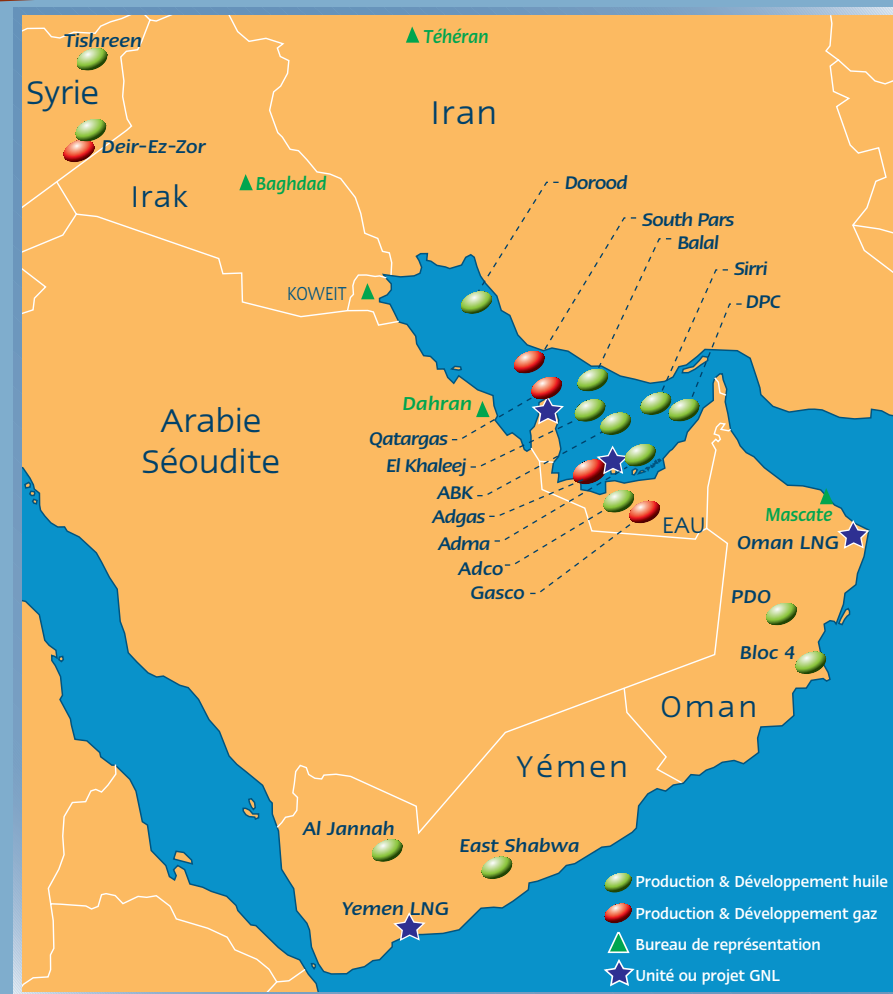 Tishreen
Téhéran
Syrie
Iran
Deir-Ez-Zor
Irak
Baghdad
Dorood
South Pars
Balal
Sirri
DPC
KOWEIT
Arabie
Séoudite
Dahran
Qatargas
El Khaleej
ABK
Adgas
Adma
Adco
Gasco
EAU
Mascate
Oman LNG
PDO
Bloc 4
Oman
Yémen
Al Jannah
East Shabwa
Yemen LNG
Production & Développement huile
Production & Développement gaz
Bureau de représentation
Unité ou projet GNL